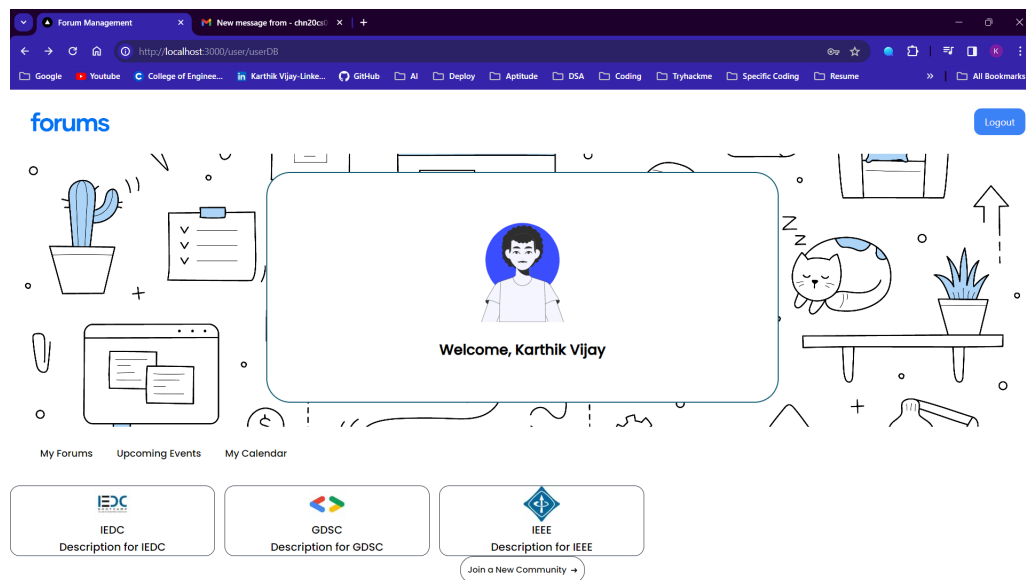 Forum Management
New message from - chn20cs0
http://localhost:3000/user/userDB
K
Google
Youtube
College of Enginee...
Karthik Vijay-Linke...
GitHub
AI
Deploy
Aptitude
DSA
Coding
Tryhackme
Specific Coding
Resume
All Bookmarks
forums
Logout
Z
Z
Welcome, Karthik Vijay
My Forums
Upcoming Events
My Calendar
IEDC
IEDC
Description for IEDC
GDSC
Description for GDSC
IEEE
Description for IEEE
Join a New Community →